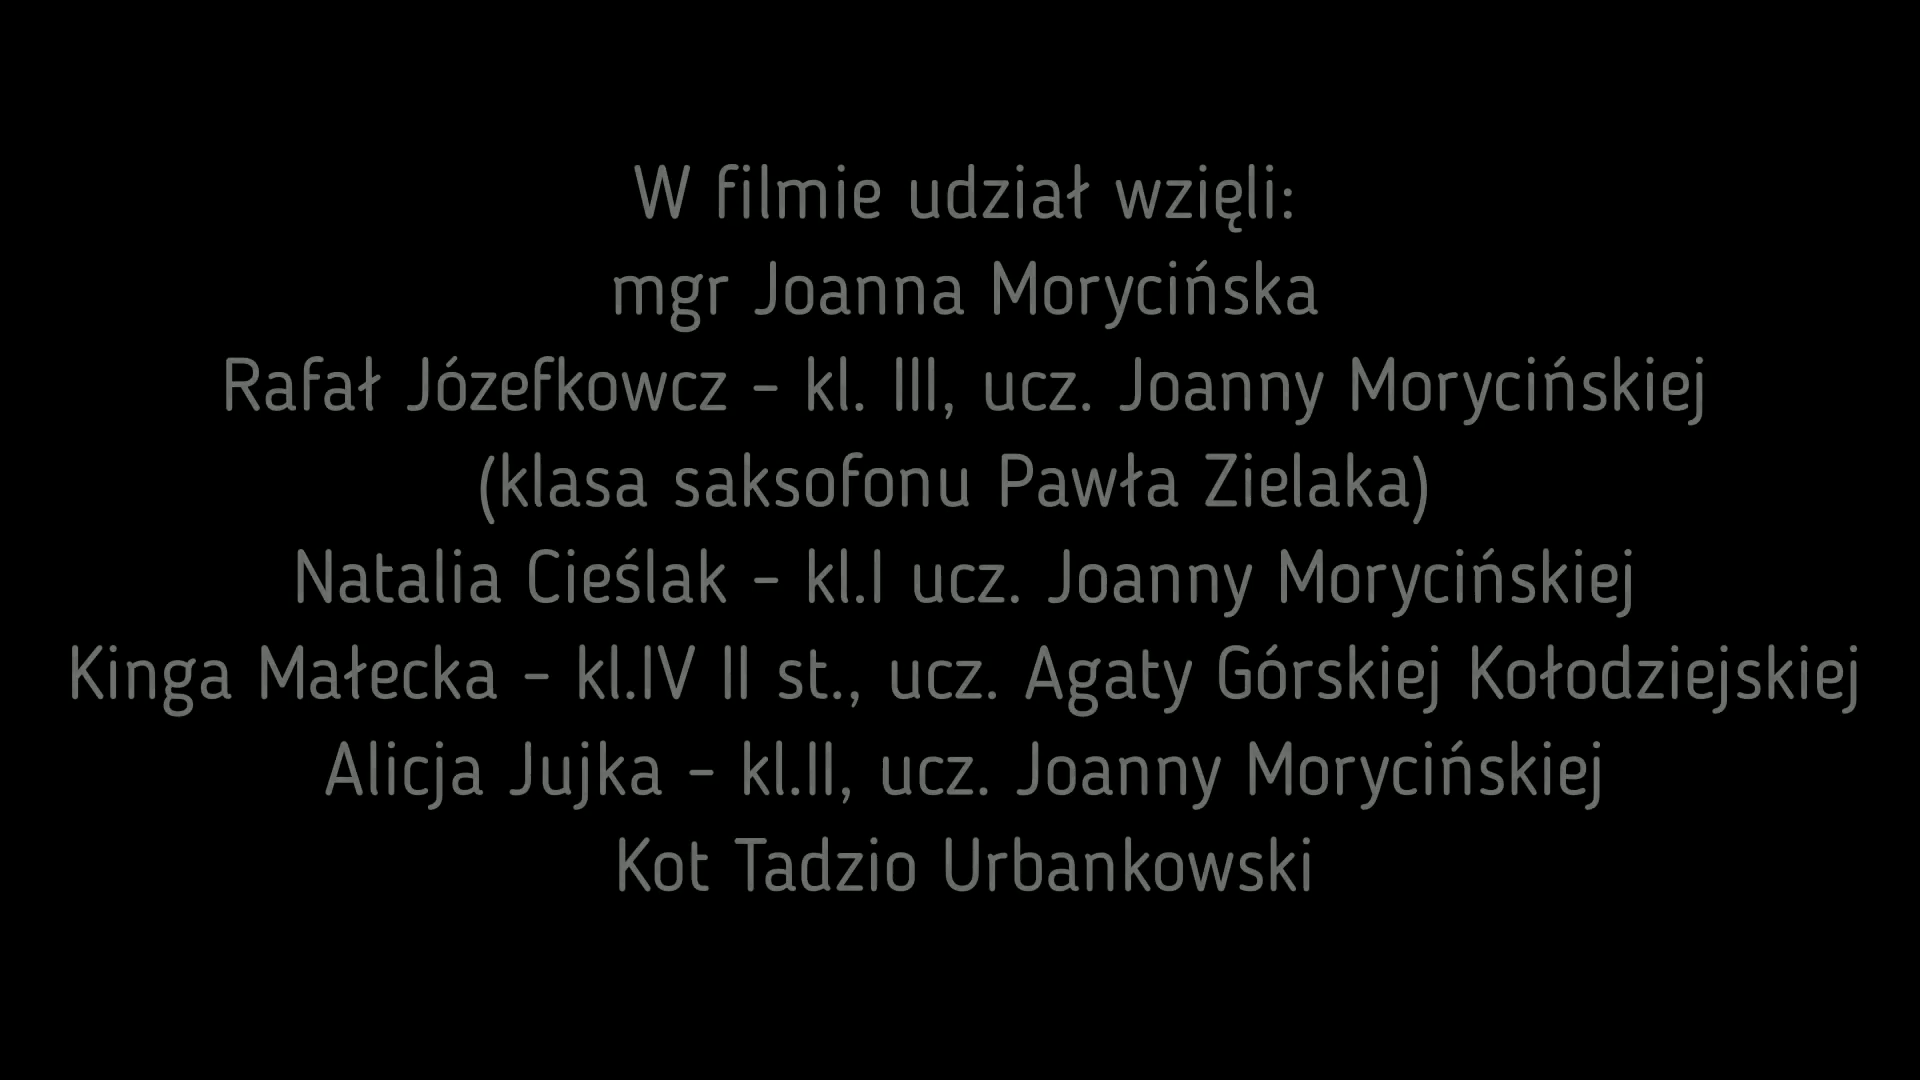 W filmie udział wzięli:
mgr Joanna Morycińska
Rafał Józefkowcz - kl. III, ucz. Joanny Morycińskiej
(klasa saksofonu Pawła Zielaka)
Natalia Cieślak - kl.I ucz. Joanny Morycińskiej
Kinga Małecka - kl.IV II st., ucz. Agaty Górskiej Kołodziejskiej
Alicja Jujka - kl.II, ucz. Joanny Morycińskiej
Kot Tadzio Urbankowski